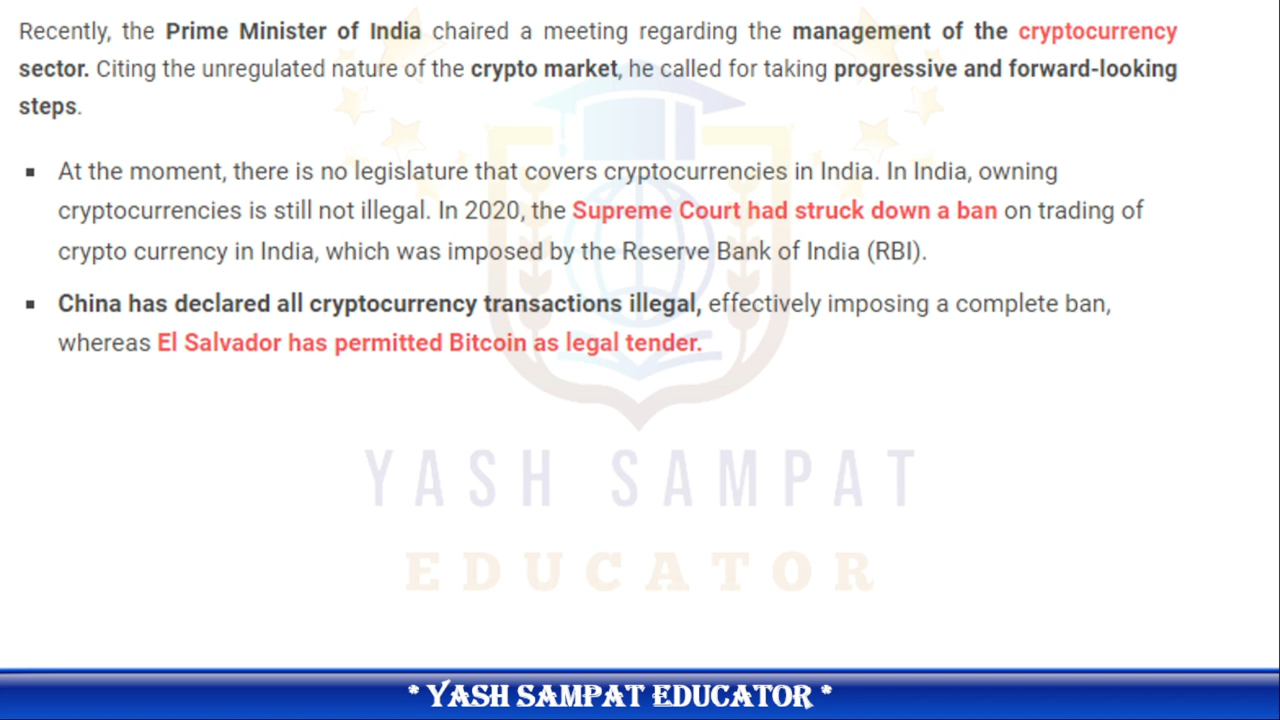 Recently, the Prime Minister of India chaired a meeting regarding the management of the cryptocurrency
sector. Citing the unregulated nature of the crypto market, he called for taking progressive and forward-looking
steps.
▪ At the moment, there is no legislature that covers cryptocurrencies in India. In India, owning
cryptocurrencies is still not illegal. In 2020, the Supreme Court had struck down a ban on trading of
crypto currency in India, which was imposed by the Reserve Bank of India (RBI).
▪ China has declared all cryptocurrency transactions illegal, effectively imposing a complete ban,
whereas El Salvador has permitted Bitcoin as legal tender.
YASH SAMPAT
EDUCATOR
* YASH SAMPAT EDUCATOR *